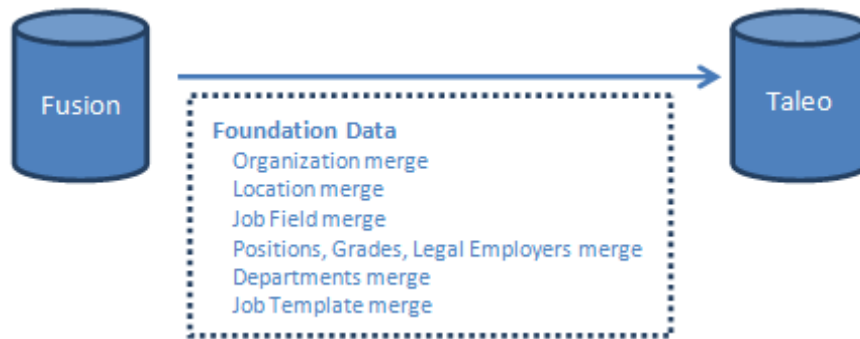 Fusion
Taleo
Foundation Data
Organization merge
Location merge
Job Field merge
Positions, Grades, Legal Employers merge
Departments merge
Job Template merge